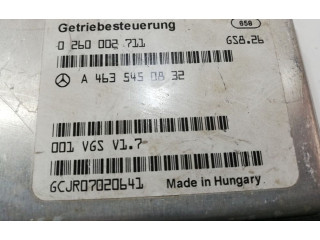 Getriebesteuerung 658
0 260 002 711 GS8.26
A 463 545 08 32
001 VGS V1.7
GCJR07020641 Made in Hungary